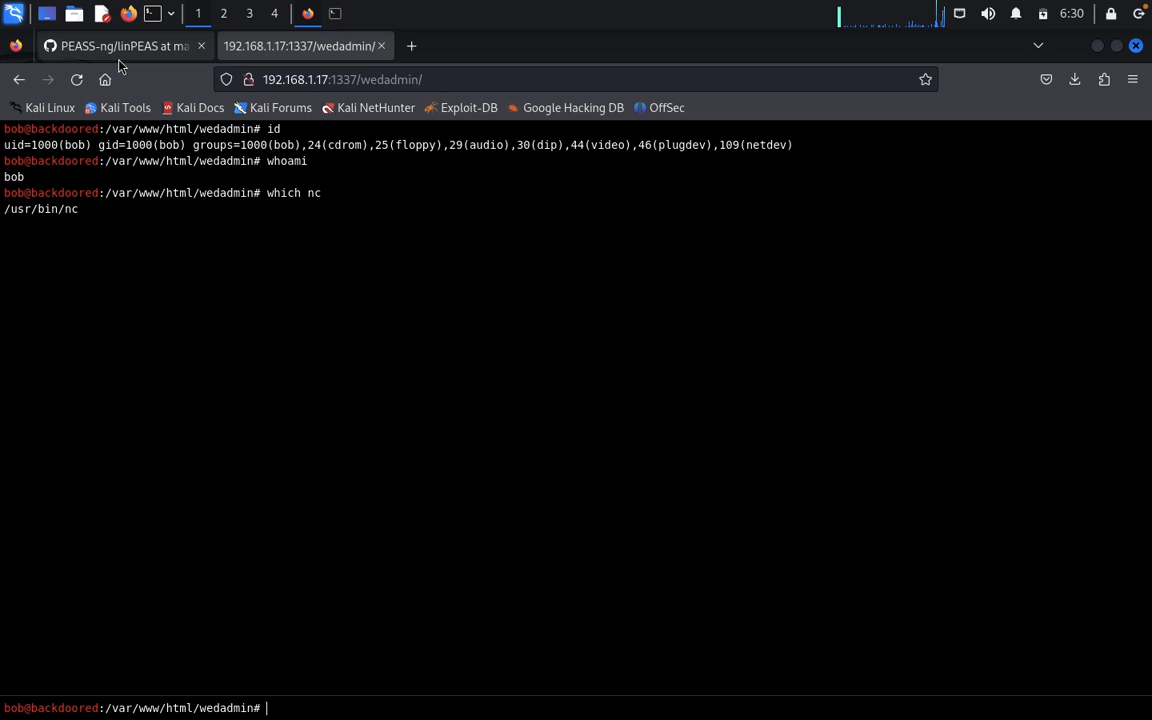 1
2
3
4
6:30
PEASS-ng/linPEAS at ma
192.168.1.17:1337/wedadmin/
192.168.1.17:1337/wedadmin/
Kali Linux Kali Tools Kali Docs Kali Forums Kali NetHunter Exploit-DB Google Hacking DB OffSec
bob@backdoored:/var/www/html/wedadmin# id
uid=1000(bob) gid=1000(bob) groups=1000(bob),24(cdrom),25(floppy),29(audio),30(dip),44(video),46(plugdev),109(netdev)
bob@backdoored:/var/www/html/wedadmin# whoami
bob
bob@backdoored:/var/www/html/wedadmin# which nc
/usr/bin/nc
bob@backdoored:/var/www/html/wedadmin#